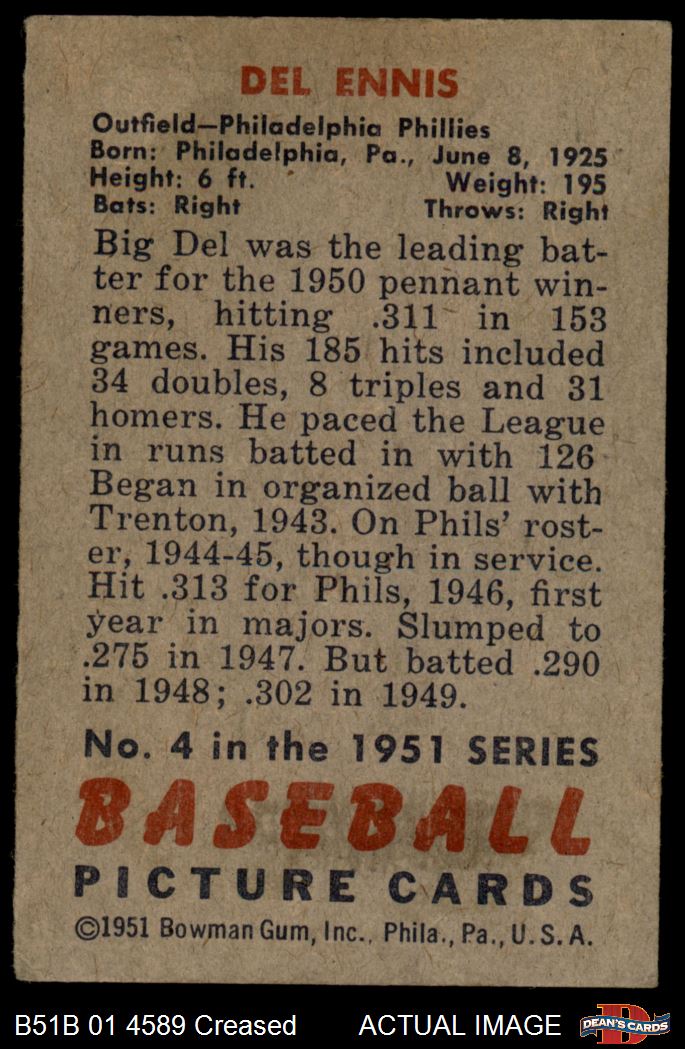 DEL ENNIS
Outfield—Philadelphia Phillies
Born: Philadelphia, Pa., June 8, 1925
Height: 6 ft. Weight: 195
Bats: Right Throws: Right
Big Del was the leading bat-
ter for the 1950 pennant win-
ners, hitting .311 in 153
games. His 185 hits included
34 doubles, 8 triples and 31
homers. He paced the League
in runs batted in with 126
Began in organized ball with
Trenton, 1943. On Phils' rost-
er, 1944-45, though in service.
Hit .313 for Phils, 1946, first
year in majors. Slumped to
.275 in 1947. But batted .290
in 1948; .302 in 1949.
No. 4 in the 1951 SERIES
BASEBALL
PICTURE CARDS
©1951 Bowman Gum, Inc., Phila., Pa., U.S.A.
B51B 01 4589 Creased ACTUAL IMAGE
D
DEAN'S CARDS